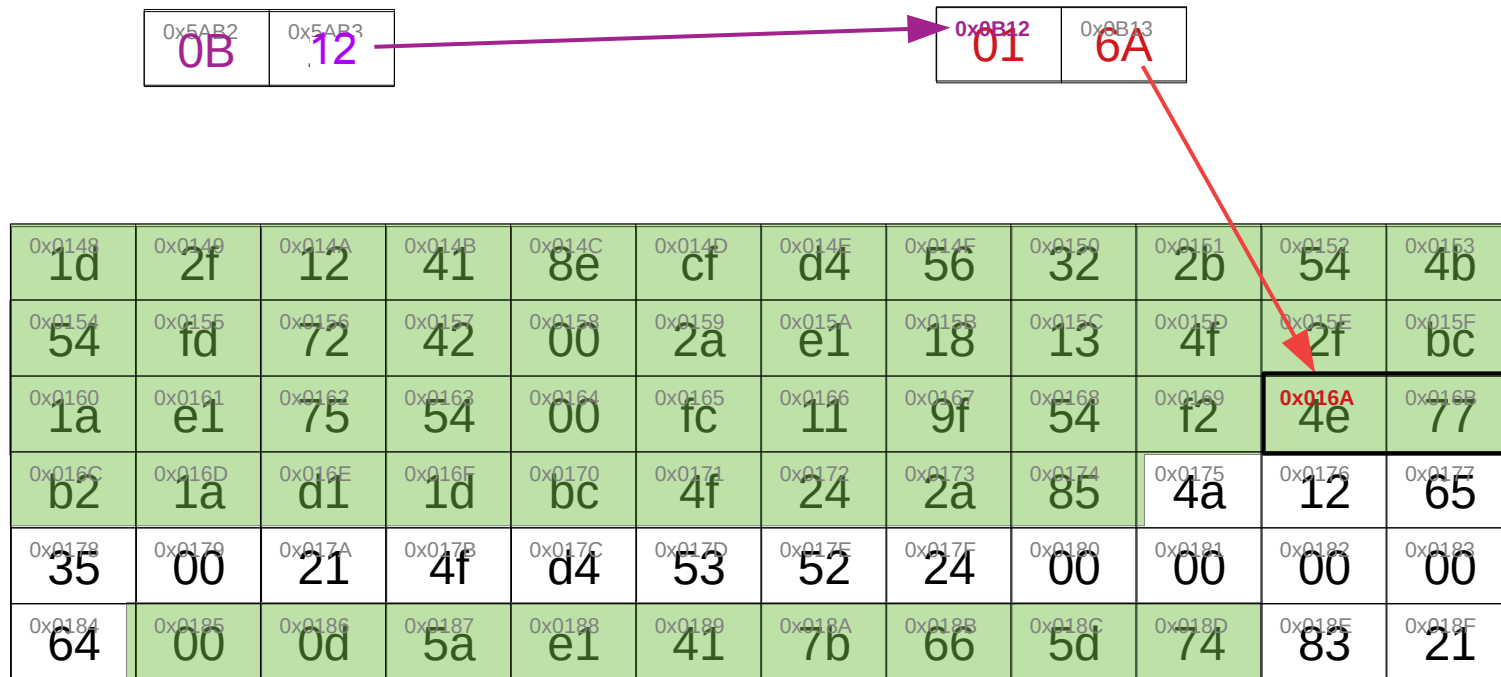 0x5AB2 0x5AB3 0x0B12 0x0B13
0B 12 01 6A
0x0148 0x0149 0x014A 0x014B 0x014C 0x014D 0x014E 0x014F 0x0150 0x0151 0x0152 0x0153
1d 2f 12 41 8e cf d4 56 32 2b 54 4b
0x0154 0x0155 0x0156 0x0157 0x0158 0x0159 0x015A 0x015B 0x015C 0x015D 0x015E 0x015F
54 fd 72 42 00 2a e1 18 13 4f 2f bc
0x0160 0x0161 0x0162 0x0163 0x0164 0x0165 0x0166 0x0167 0x0168 0x0169 0x016A 0x016B
1a e1 75 54 00 fc 11 9f 54 f2 4e 77
0x016C 0x016D 0x016E 0x016F 0x0170 0x0171 0x0172 0x0173 0x0174 0x0175 0x0176 0x0177
b2 1a d1 1d bc 4f 24 2a 85 4a 12 65
0x0178 0x0179 0x017A 0x017B 0x017C 0x017D 0x017E 0x017F 0x0180 0x0181 0x0182 0x0183
35 00 21 4f d4 53 52 24 00 00 00 00
0x0184 0x0185 0x0186 0x0187 0x0188 0x0189 0x018A 0x018B 0x018C 0x018D 0x018E 0x018F
64 00 0d 5a e1 41 7b 66 5d 74 83 21